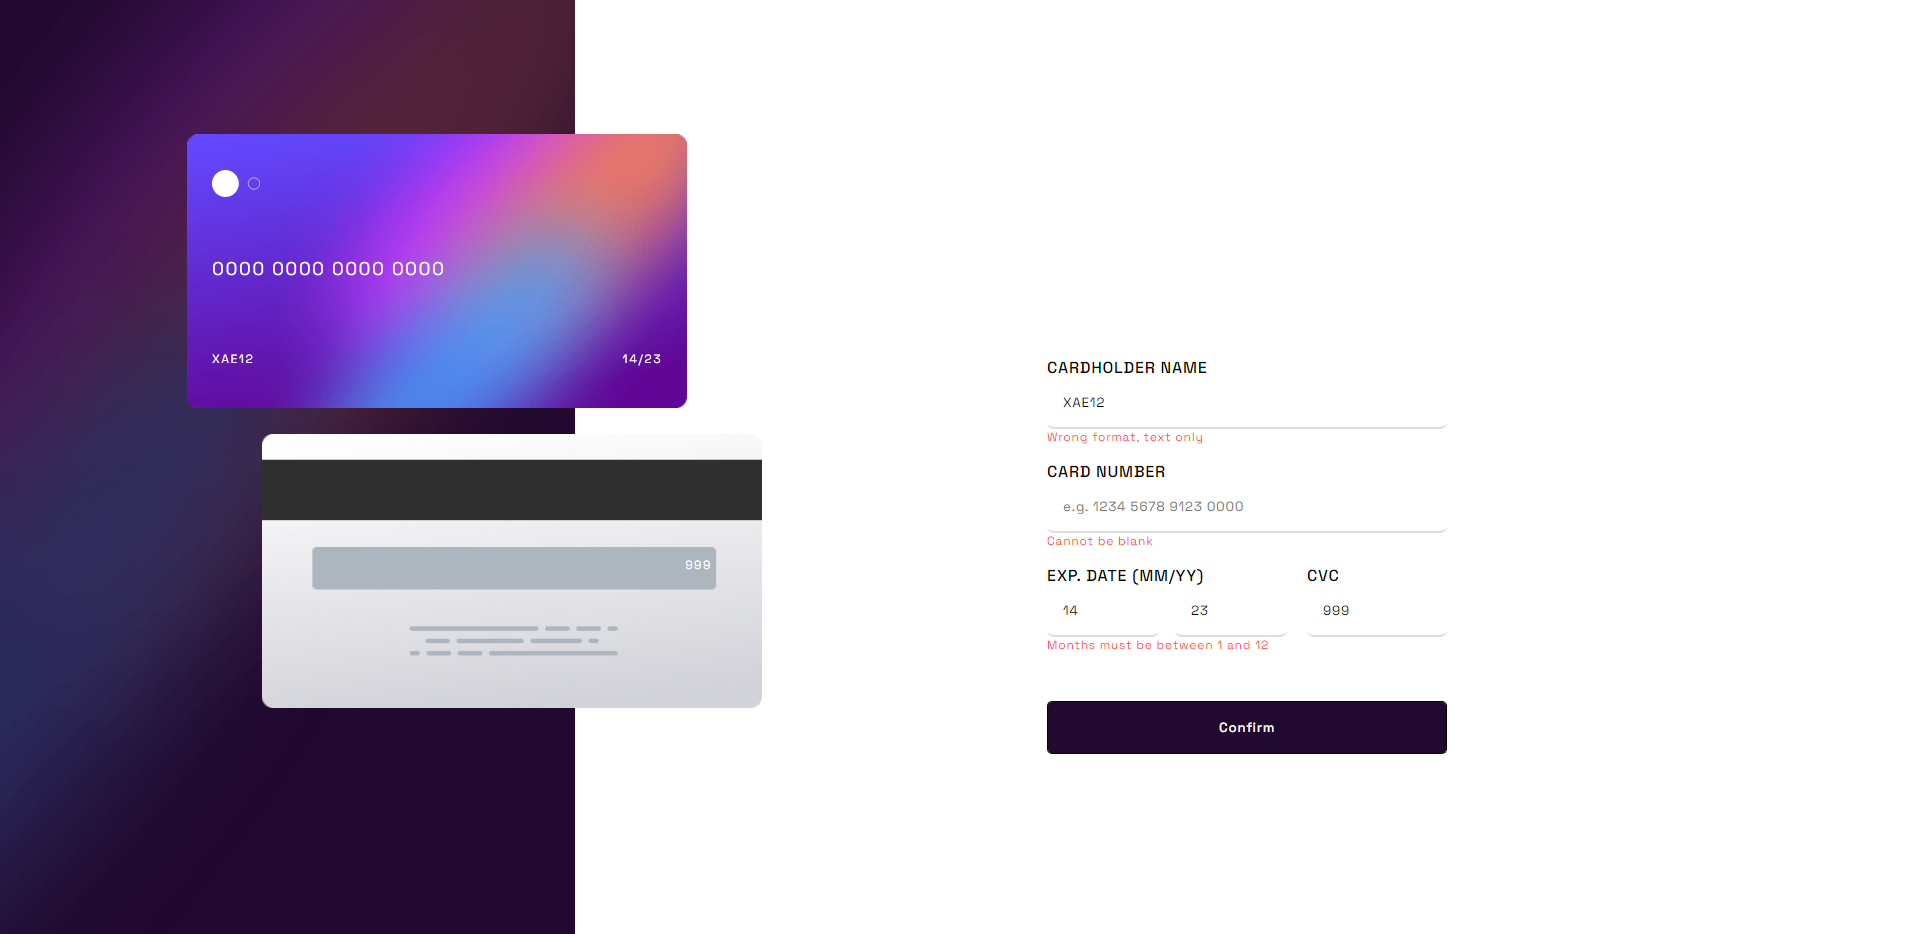 0000 0000 0000 0000
XAE12 14/23
999
CARDHOLDER NAME
XAE12
Wrong format, text only
CARD NUMBER
e.g. 1234 5678 9123 0000
Cannot be blank
EXP. DATE (MM/YY) CVC
14 23 999
Months must be between 1 and 12
Confirm